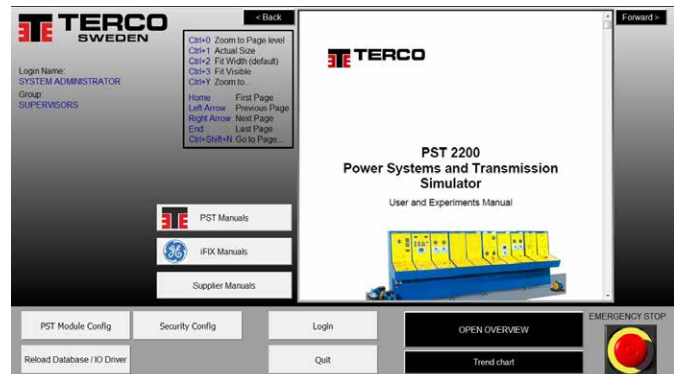 TERCO
SWEDEN
< Back
Forward >
Ctrl+0 Zoom to Page level
Ctrl+1 Actual Size
Ctrl+2 Fit Width (default)
Ctrl+3 Fit Visible
Ctrl+Y Zoom to...
Home First Page
Left Arrow Previous Page
Right Arrow Next Page
End Last Page
Ctrl+Shift+N Go to Page...
Login Name:
SYSTEM ADMINISTRATOR
Group:
SUPERVISORS
TERCO
PST 2200
Power Systems and Transmission
Simulator
User and Experiments Manual
PST Manuals
iFIX Manuals
Supplier Manuals
PST Module Config
Security Config
Login
OPEN OVERVIEW
EMERGENCY STOP
Reload Database / IO Driver
Quit
Trend chart